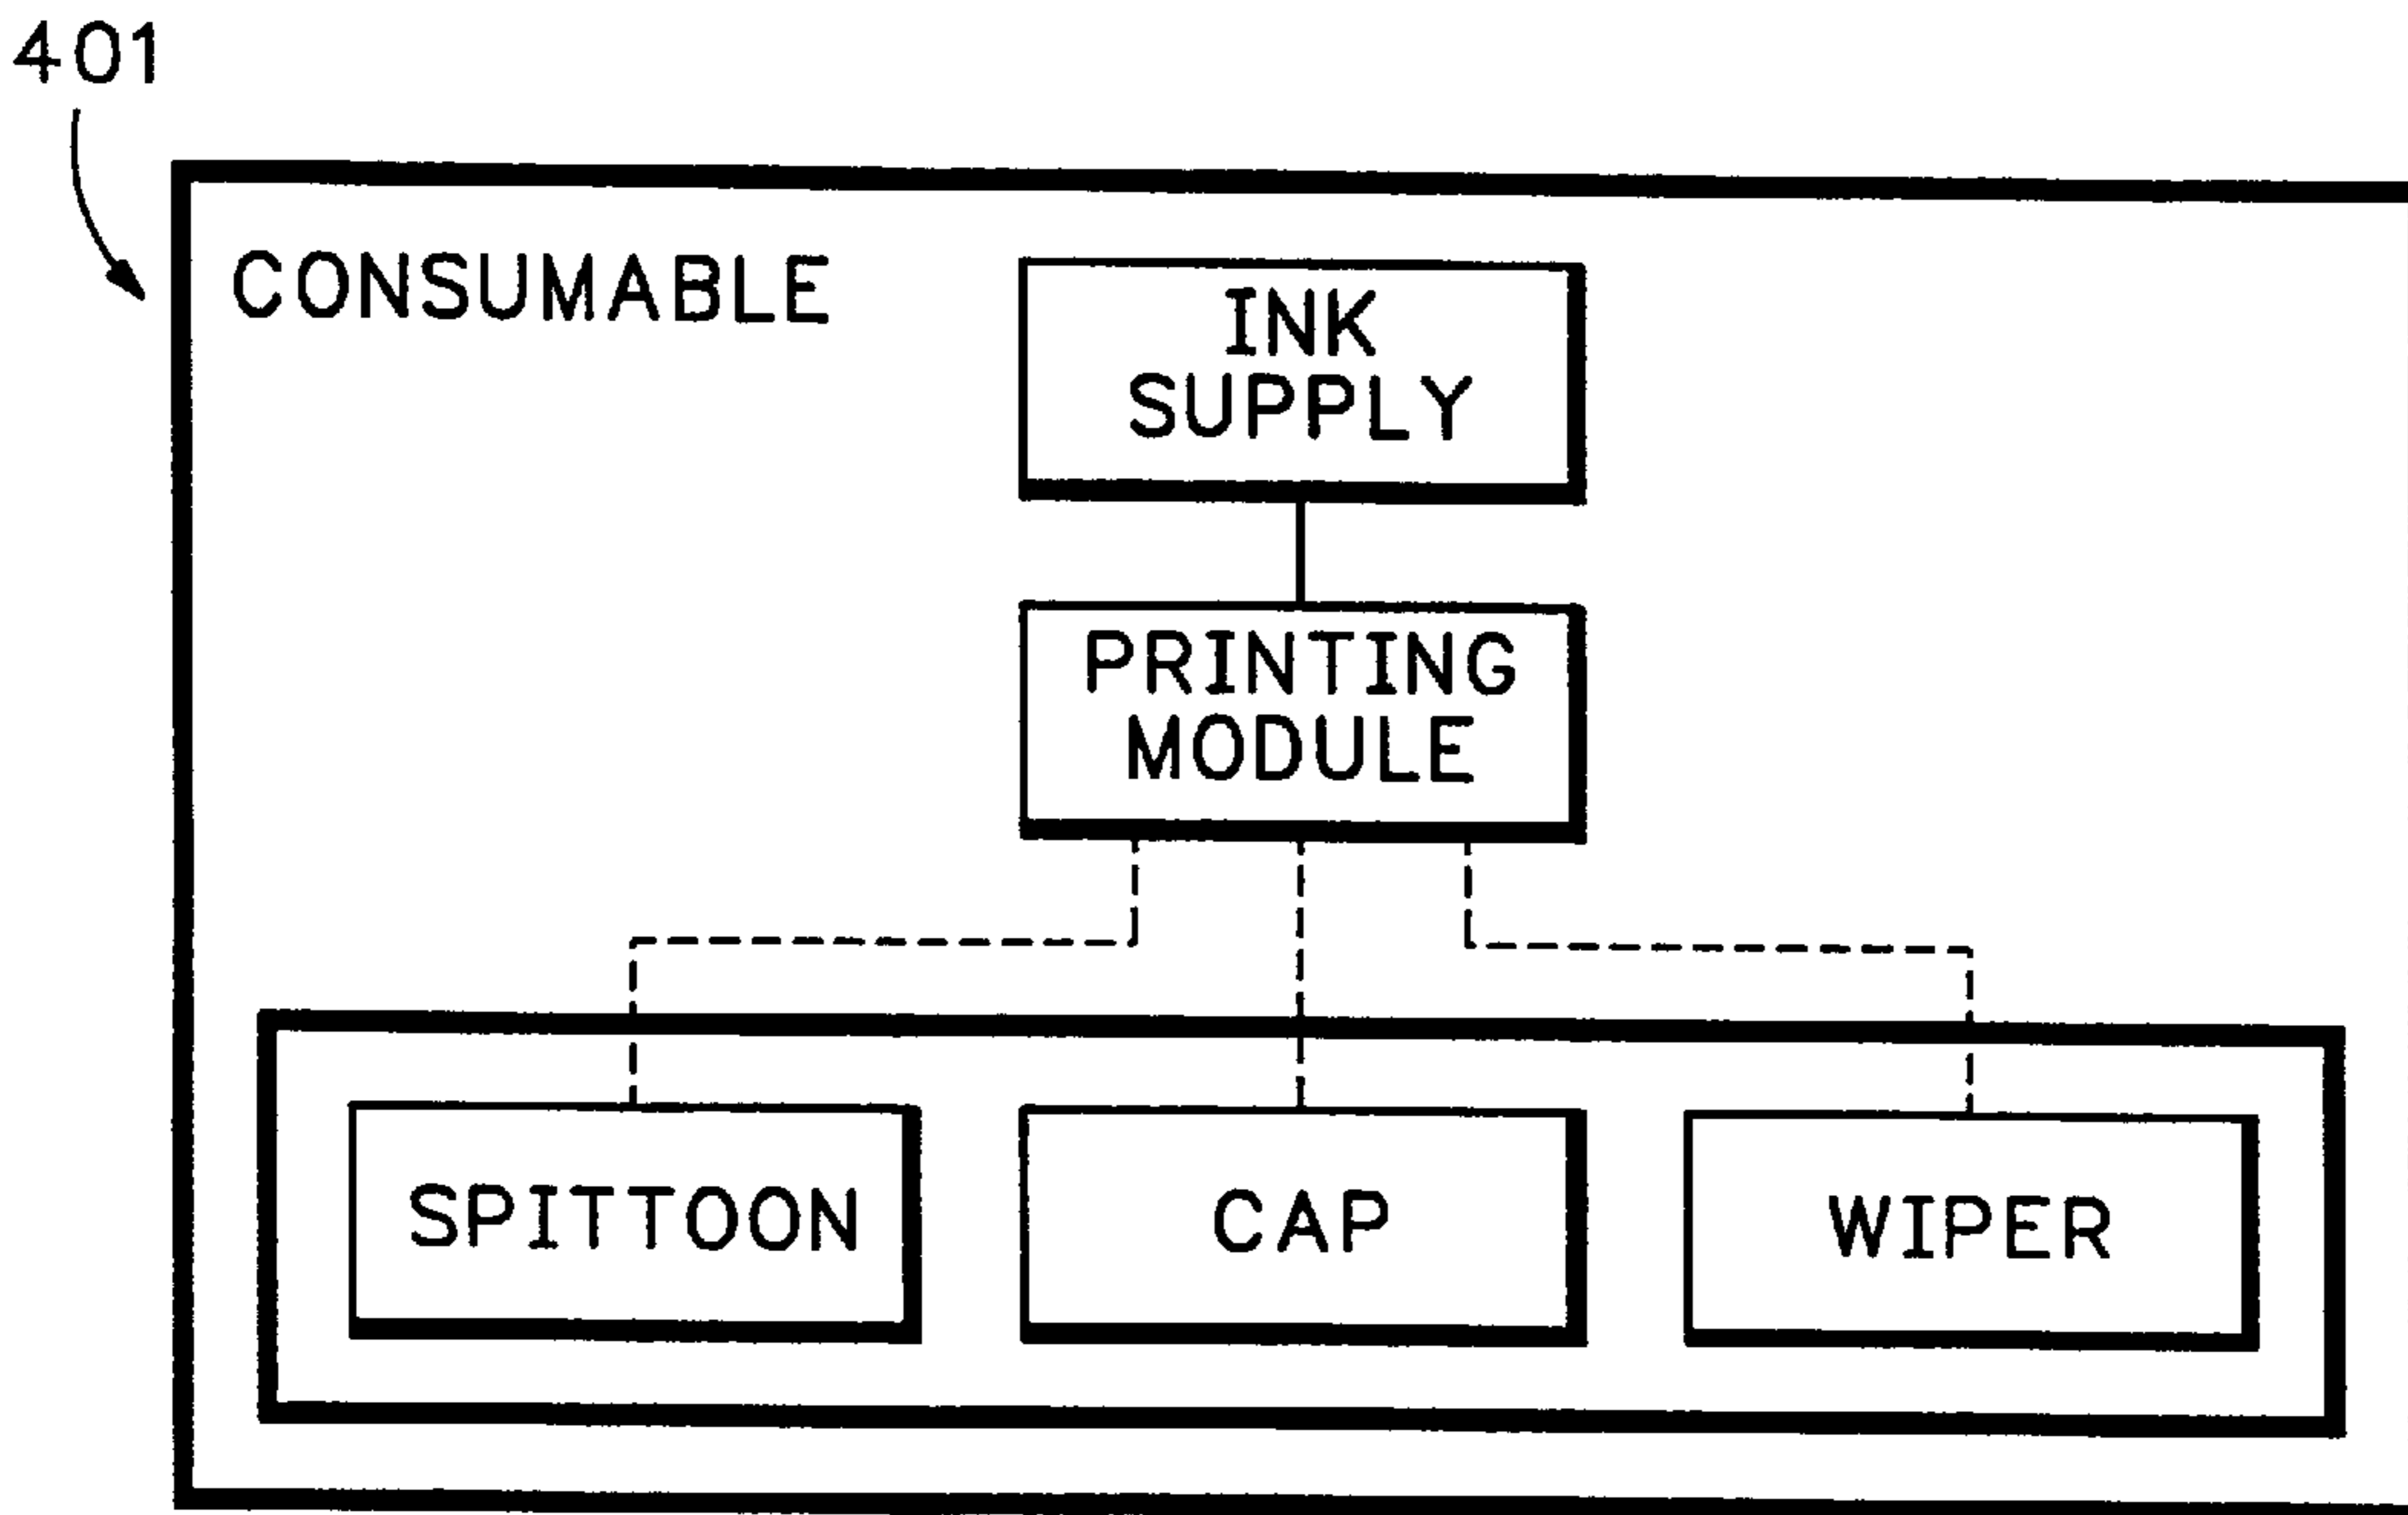 401
CONSUMABLE
INK
SUPPLY
PRINTING
MODULE
SPITTOON
CAP
WIPER